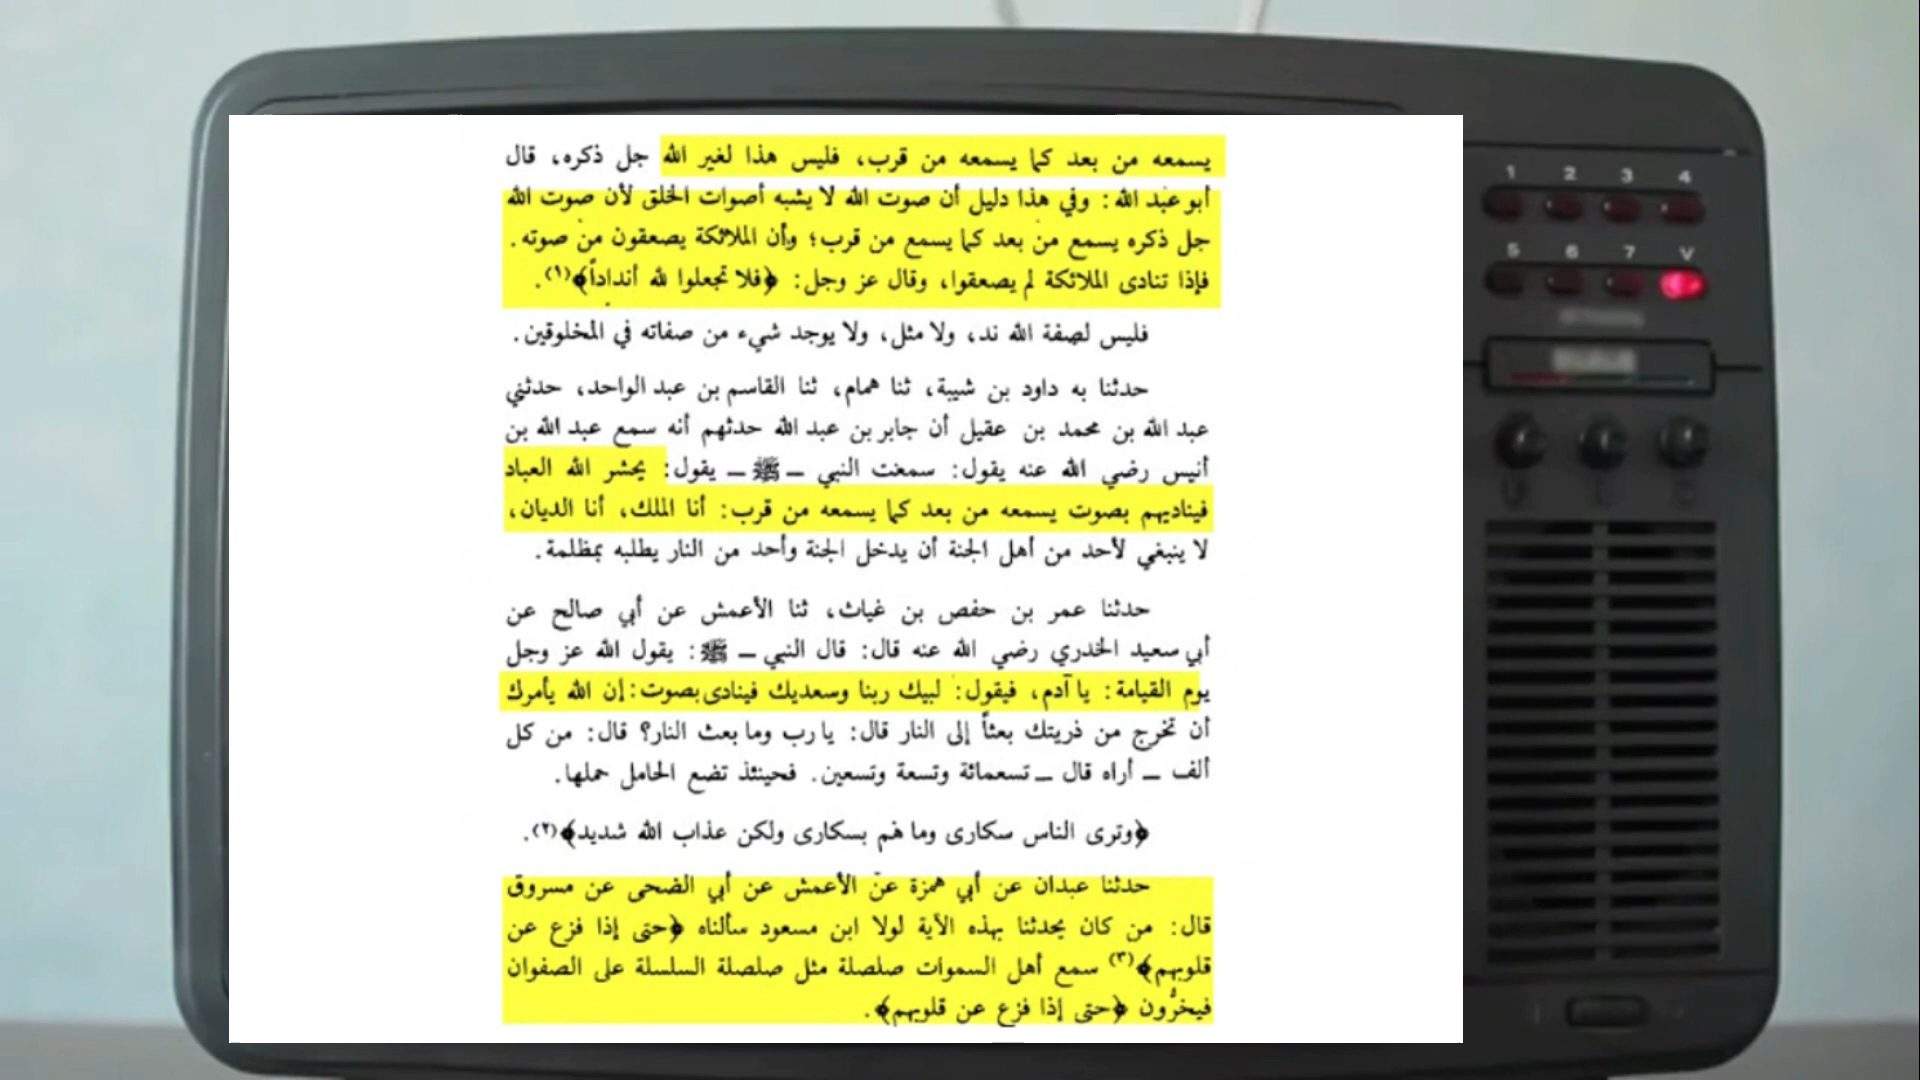 يسمعه من بعد كما يسمعه من قرب، فليس هذا لغير الله جل ذكره، قال
أبو عبد الله: وفي هذا دليل أن صوت الله لا يشبه أصوات الخلق لأن صوت الله
جل ذكره يسمع من بعد كما يسمع من قرب؛ وأن الملائكة يصعقون من صوته.
فإذا تنادى الملائكة لم يصعقوا، وقال عز وجل: ﴿فلا تجعلوا لله أنداداً﴾(١).
فليس لصفة الله ند، ولا مثل، ولا يوجد شيء من صفاته في المخلوقين.
حدثنا به داود بن شبيبة، ثنا همام، ثنا القاسم بن عبد الواحد، حدثني
عبد الله بن محمد بن عقيل أن جابر بن عبد الله حدثهم أنه سمع عبد الله بن
أنيس رضي الله عنه يقول: سمعت النبي ـ ﷺ ـ يقول: يحشر الله العباد
فيناديهم بصوت يسمعه من بعد كما يسمعه من قرب: أنا الملك، أنا الديان،
لا ينبغي لأحد من أهل الجنة أن يدخل الجنة وأحد من النار يطلبه بمظلمة.
حدثنا عمر بن حفص بن غياث، ثنا الأعمش عن أبي صالح عن
أبي سعيد الخدري رضي الله عنه قال: قال النبي ـ ﷺ: يقول الله عز وجل
يوم القيامة: يا آدم، فيقول: لبيك ربنا وسعديك فينادى بصوت: إن الله يأمرك
أن تخرج من ذريتك بعثاً إلى النار قال: يا رب وما بعث النار؟ قال: من كل
ألف ـ أراه قال ـ تسعمائة وتسعة وتسعين. فحينئذ تضع الحامل حملها.
﴿وترى الناس سكارى وما هم بسكارى ولكن عذاب الله شديد﴾(٢).
حدثنا عبدان عن أبي همزة عن الأعمش عن أبي الضحى عن مسروق
قال: من كان يحدثنا بهذه الآية لولا ابن مسعود سألناه ﴿حتى إذا فزع عن
قلوبهم﴾(٣) سمع أهل السموات صلصلة مثل صلصلة السلسلة على الصفوان
فيخرُّون ﴿حتى إذا فزع عن قلوبهم﴾.
1 2 3 4
5 6 7 V